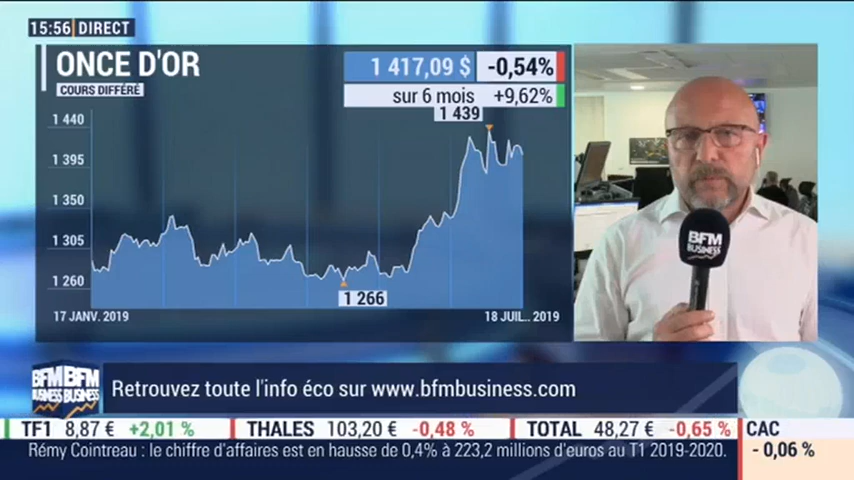 15:56 DIRECT
ONCE D'OR
COURS DIFFÉRÉ
1 417,09 $ -0,54%
sur 6 mois +9,62%
1 439
1 440
1 395
1 350
1 305
1 260
1 266
17 JANV. 2019
18 JUIL.. 2019
BFM
BUSINESS
BFM BFM
BUSINESS BUSINESS
Retrouvez toute l'info éco sur www.bfmbusiness.com
TF1 8,87 € +2,01 % THALES 103,20 € -0,48 % TOTAL 48,27 € -0,65 % CAC
- 0,06 %
Rémy Cointreau : le chiffre d'affaires est en hausse de 0,4% à 223,2 millions d'euros au T1 2019-2020.